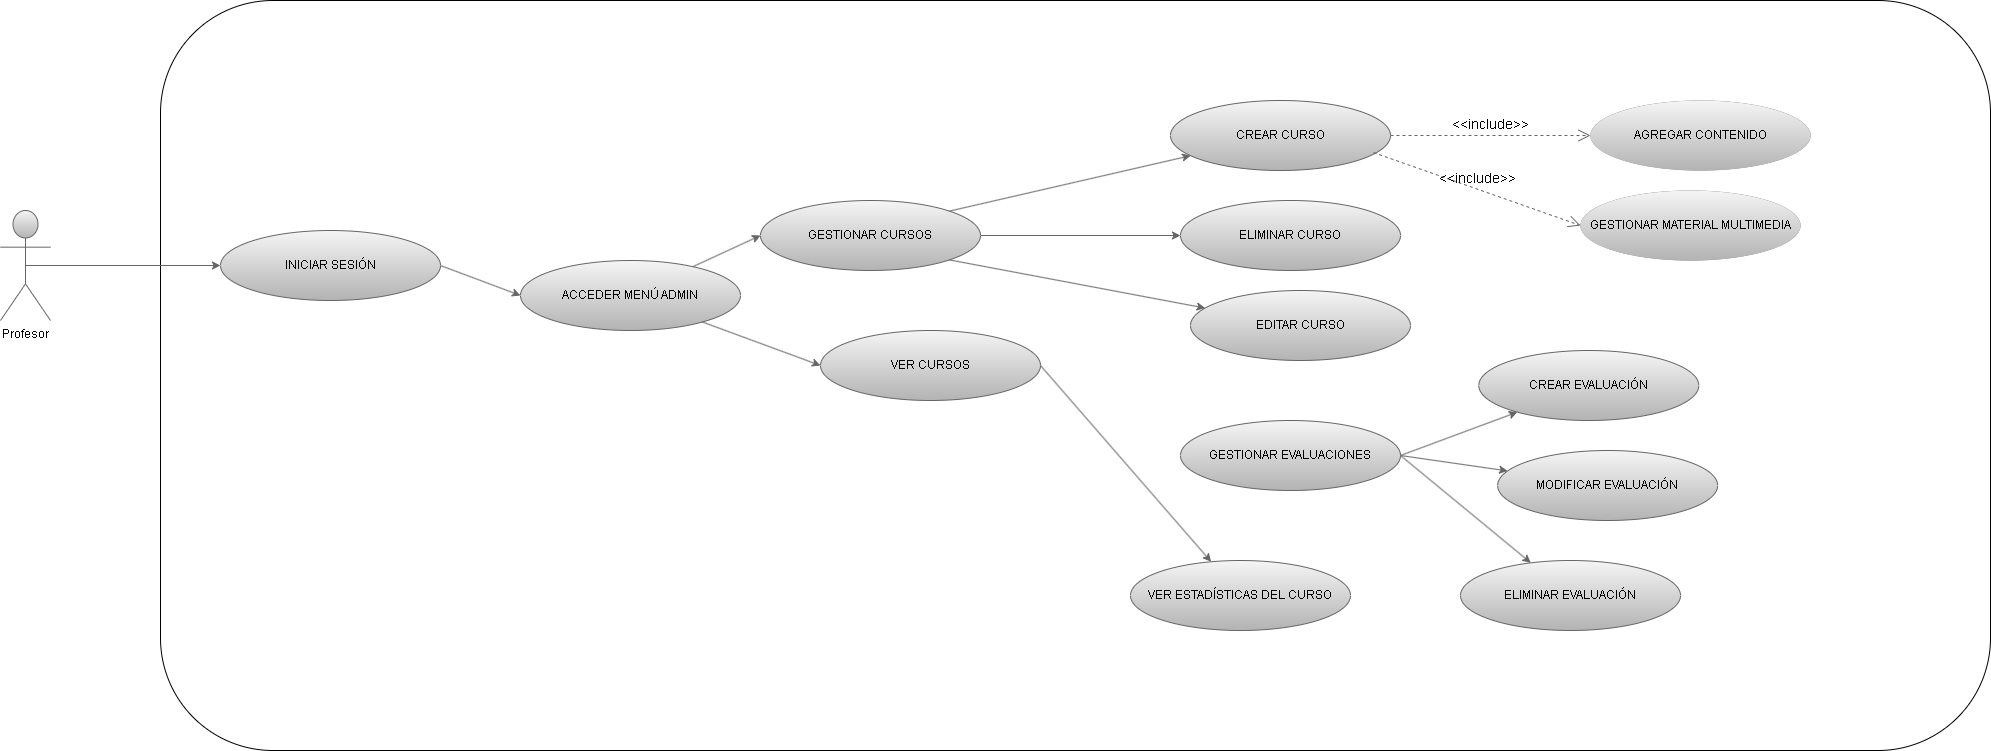 Profesor
INICIAR SESIÓN
ACCEDER MENÚ ADMIN
GESTIONAR CURSOS
VER CURSOS
CREAR CURSO
<<include>>
AGREGAR CONTENIDO
<<include>>
GESTIONAR MATERIAL MULTIMEDIA
ELIMINAR CURSO
EDITAR CURSO
GESTIONAR EVALUACIONES
CREAR EVALUACIÓN
MODIFICAR EVALUACIÓN
ELIMINAR EVALUACIÓN
VER ESTADÍSTICAS DEL CURSO